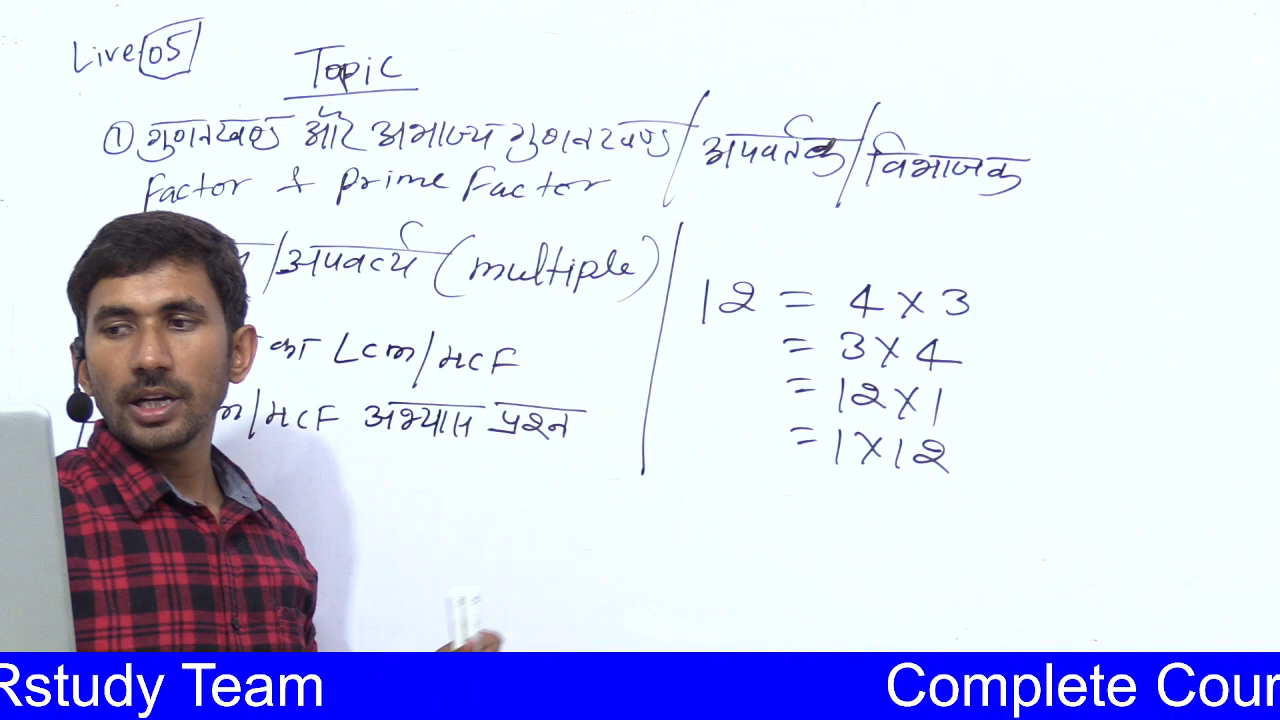 Live 05
Topic
① गुणनखण्ड और अभाज्य गुणनखण्ड / अपवर्तक / विभाजक
Factor & Prime Factor
/ अपवर्त्य (multiple)
का Lcm/HCF
m/HCF अभ्यास प्रश्न
12 = 4 × 3
= 3 × 4
= 12 × 1
= 1 × 12
Rstudy Team Complete Cour